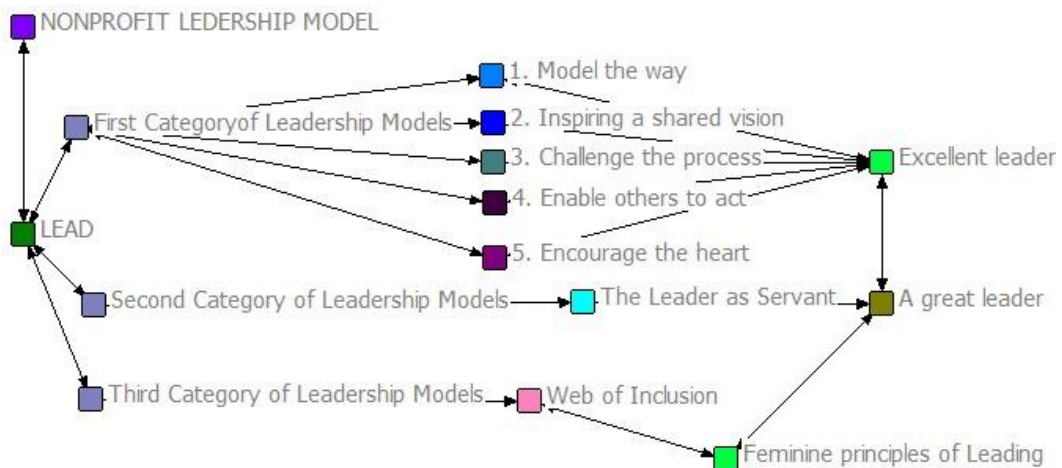 NONPROFIT LEDERSHIP MODEL
1. Model the way
First Categoryof Leadership Models
2. Inspiring a shared vision
3. Challenge the process
Excellent leader
4. Enable others to act
LEAD
5. Encourage the heart
Second Category of Leadership Models
The Leader as Servant
A great leader
Third Category of Leadership Models
Web of Inclusion
Feminine principles of Leading